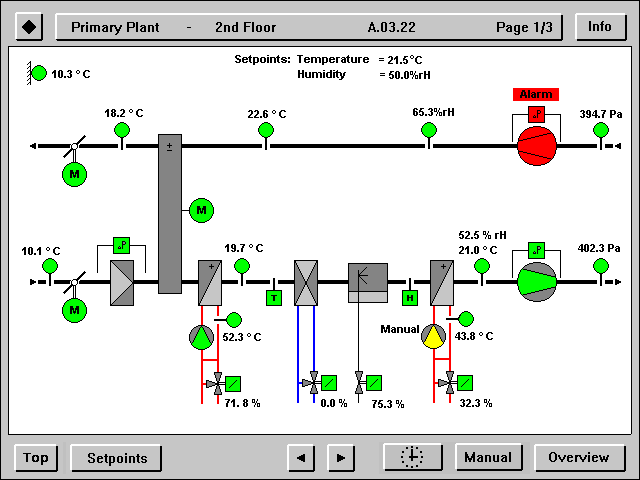 Primary Plant - 2nd Floor A.03.22 Page 1/3 Info
Setpoints: Temperature = 21.5°C
Humidity = 50.0%rH
10.3 °C
Alarm
18.2 °C 22.6 °C 65.3%rH 394.7 Pa
P
±
M
M
52.5 % rH
10.1 °C P 19.7 °C 21.0 °C P 402.3 Pa
+ +
T H
M
52.3 °C Manual 43.8 °C
71.8 % 0.0 % 75.3 % 32.3 %
Top Setpoints Manual Overview